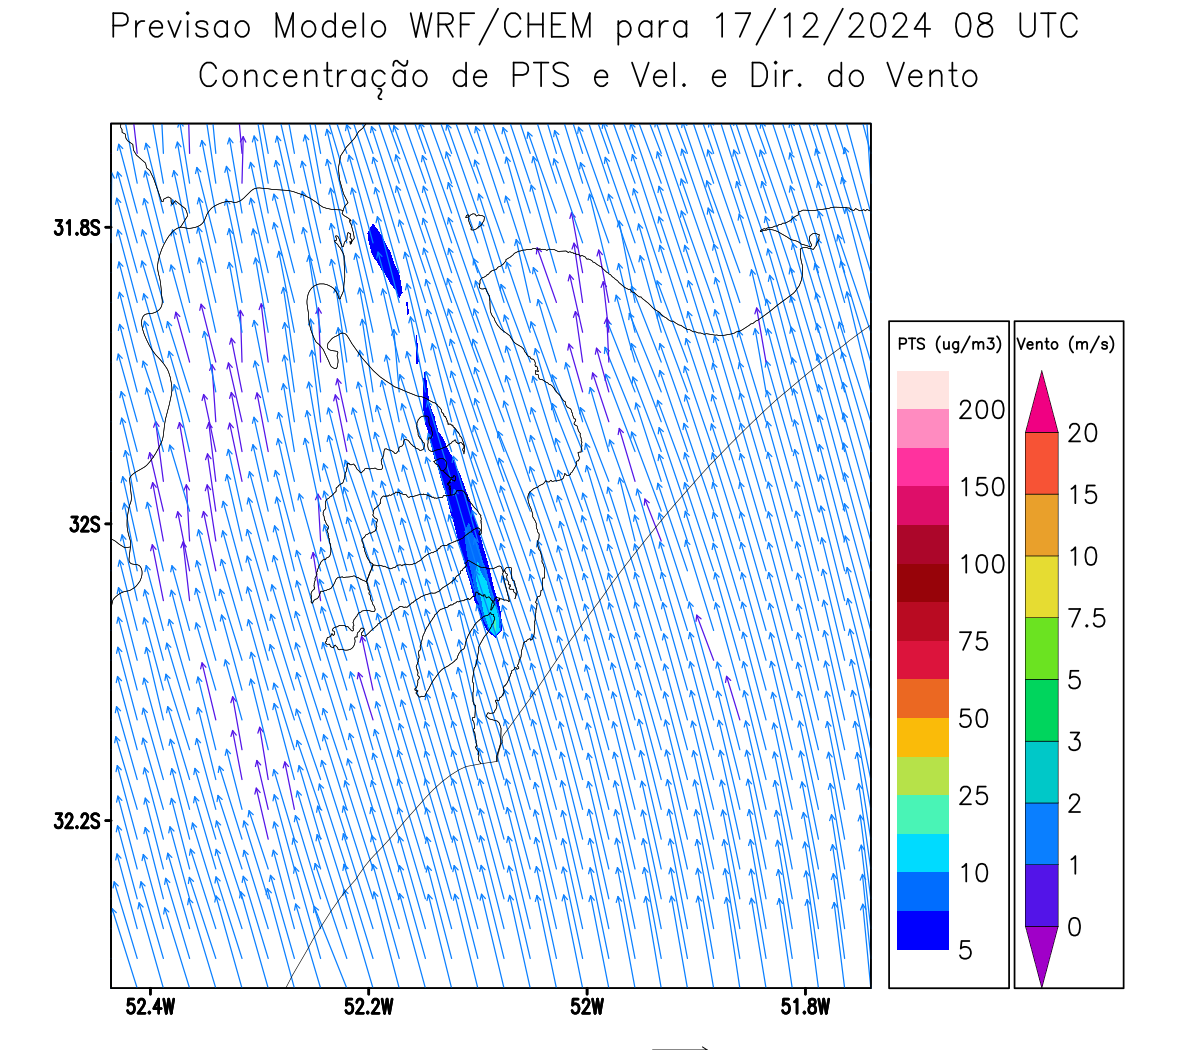 Previsao Modelo WRF/CHEM para 17/12/2024 08 UTC
Concentração de PTS e Vel. e Dir. do Vento
31.8S
32S
32.2S
52.4W 52.2W 52W 51.8W
PTS (ug/m3)
200
150
100
75
50
25
10
5
Vento (m/s)
20
15
10
7.5
5
3
2
1
0